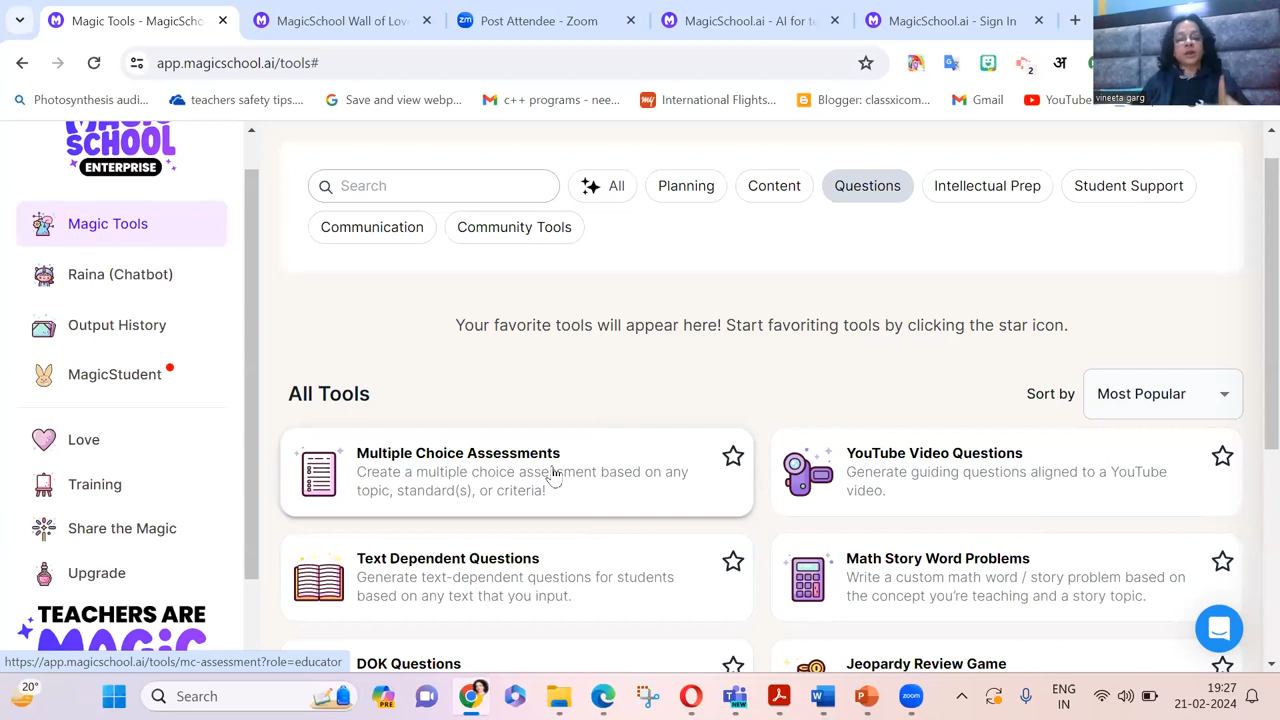 Magic Tools - MagicScho
MagicSchool Wall of Lov
Post Attendee - Zoom
MagicSchool.ai - AI for te
MagicSchool.ai - Sign In
app.magicschool.ai/tools#
2
अ
vineeta garg
Photosynthesis audi...
teachers safety tips....
Save and view webp...
c++ programs - nee...
International Flights...
Blogger: cbsssxicom...
Gmail
YouTube
MAGIC
SCHOOL
ENTERPRISE
Magic Tools
Raina (Chatbot)
Output History
MagicStudent
Love
Training
Share the Magic
Upgrade
TEACHERS ARE
MAGIC
https://app.magicschool.ai/tools/mc-assessment?role=educator
Search
All
Planning
Content
Questions
Intellectual Prep
Student Support
Communication
Community Tools
Your favorite tools will appear here! Start favoriting tools by clicking the star icon.
All Tools
Sort by
Most Popular
Multiple Choice Assessments
Create a multiple choice assessment based on any
topic, standard(s), or criteria!
YouTube Video Questions
Generate guiding questions aligned to a YouTube
video.
Text Dependent Questions
Generate text-dependent questions for students
based on any text that you input.
Math Story Word Problems
Write a custom math word / story problem based on
the concept you're teaching and a story topic.
DOK Questions
Jeopardy Review Game
20°
Search
PRE
NEW
zoom
ENG
IN
19:27
21-02-2024